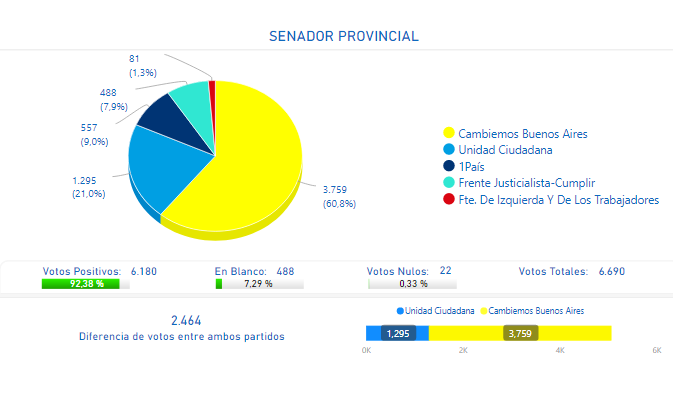 SENADOR PROVINCIAL
81
(1,3%)
488
(7,9%)
557
(9,0%)
1.295
(21,0%)
3.759
(60,8%)
Cambiemos Buenos Aires
Unidad Ciudadana
1País
Frente Justicialista-Cumplir
Fte. De Izquierda Y De Los Trabajadores
Votos Positivos: 6.180
92,38 %
En Blanco: 488
7.29 %
Votos Nulos: 22
0,33 %
Votos Totales: 6.690
2.464
Diferencia de votos entre ambos partidos
Unidad Ciudadana Cambiemos Buenos Aires
1,295 3,759
0K 2K 4K 6K